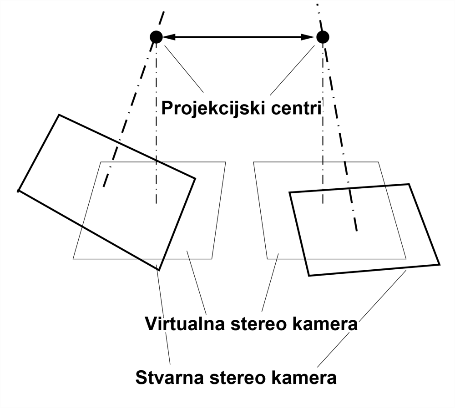 Projekcijski centri
Virtualna stereo kamera
Stvarna stereo kamera